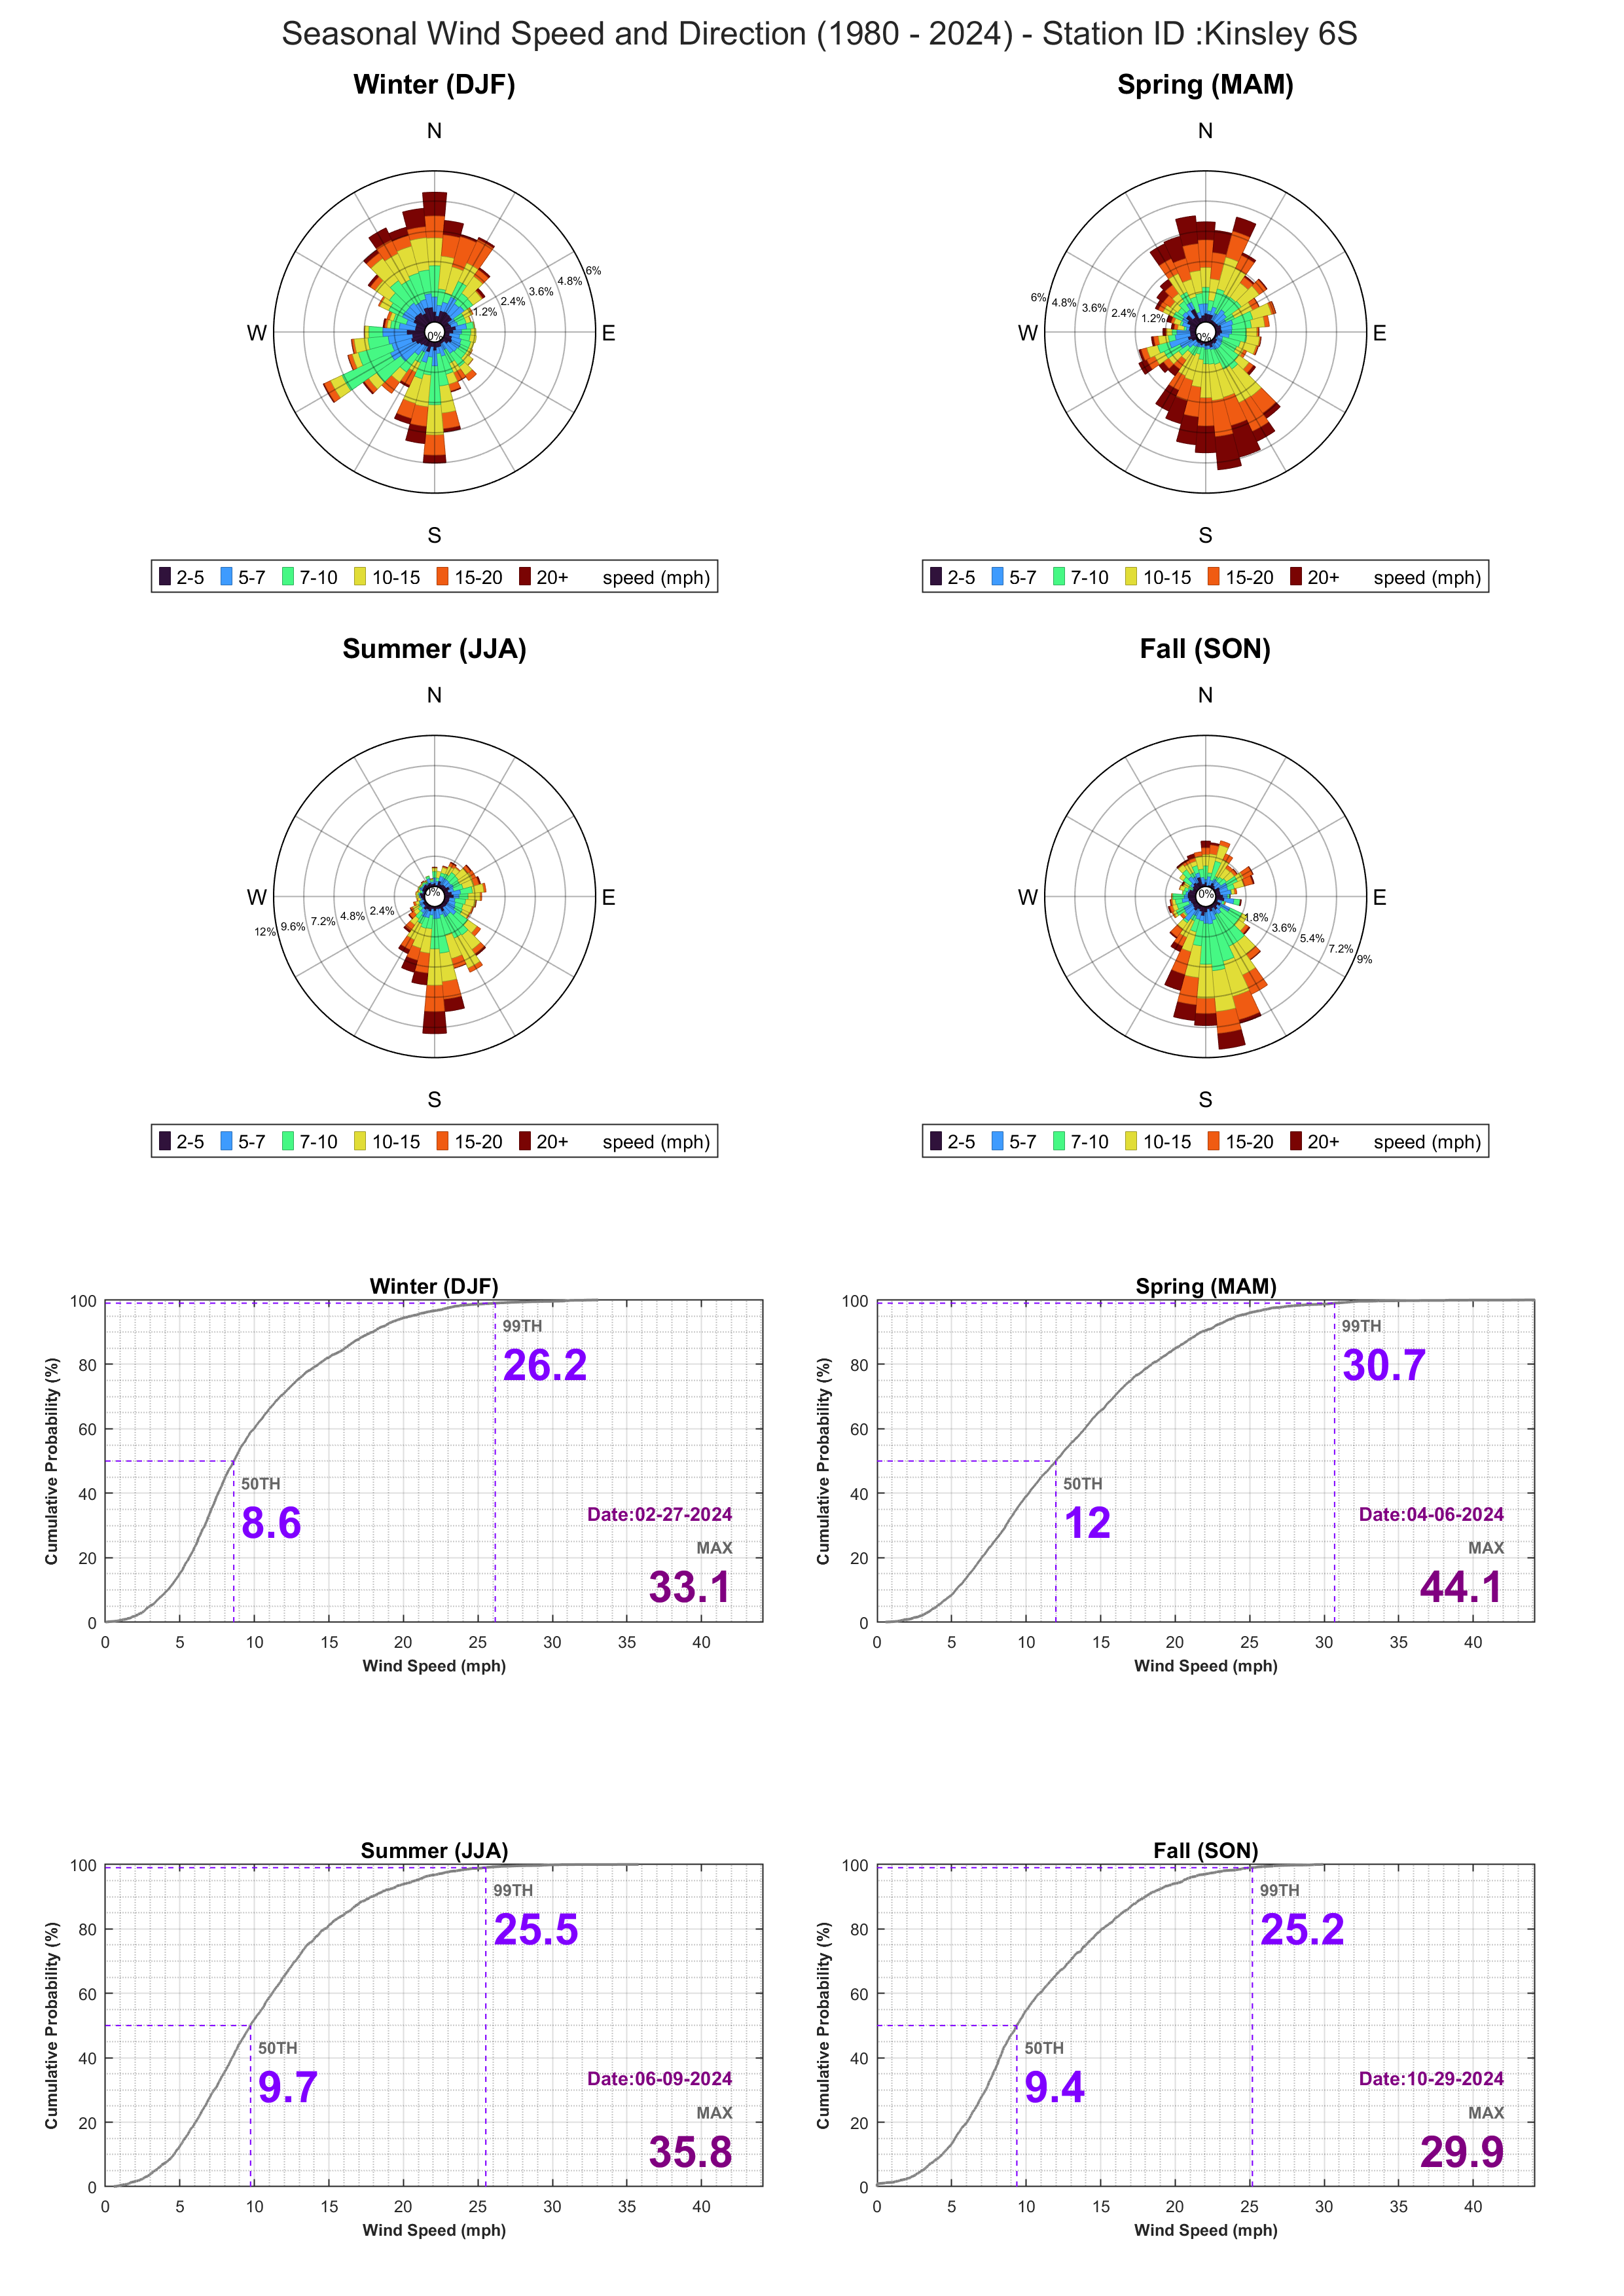 Seasonal Wind Speed and Direction (1980 - 2024) - Station ID :Kinsley 6S
Winter (DJF)
N
W
E
S
0%
1.2%
2.4%
3.6%
4.8%
6%
2-5 5-7 7-10 10-15 15-20 20+ speed (mph)
Spring (MAM)
N
W
E
S
0%
1.2%
2.4%
3.6%
4.8%
6%
2-5 5-7 7-10 10-15 15-20 20+ speed (mph)
Summer (JJA)
N
W
E
S
0%
2.4%
4.8%
7.2%
9.6%
12%
2-5 5-7 7-10 10-15 15-20 20+ speed (mph)
Fall (SON)
N
W
E
S
0%
1.8%
3.6%
5.4%
7.2%
9%
2-5 5-7 7-10 10-15 15-20 20+ speed (mph)
Winter (DJF)
Cumulative Probability (%)
100
80
60
40
20
0
99TH
26.2
50TH
8.6
Date:02-27-2024
MAX
33.1
0 5 10 15 20 25 30 35 40
Wind Speed (mph)
Spring (MAM)
Cumulative Probability (%)
100
80
60
40
20
0
99TH
30.7
50TH
12
Date:04-06-2024
MAX
44.1
0 5 10 15 20 25 30 35 40
Wind Speed (mph)
Summer (JJA)
Cumulative Probability (%)
100
80
60
40
20
0
99TH
25.5
50TH
9.7
Date:06-09-2024
MAX
35.8
0 5 10 15 20 25 30 35 40
Wind Speed (mph)
Fall (SON)
Cumulative Probability (%)
100
80
60
40
20
0
99TH
25.2
50TH
9.4
Date:10-29-2024
MAX
29.9
0 5 10 15 20 25 30 35 40
Wind Speed (mph)